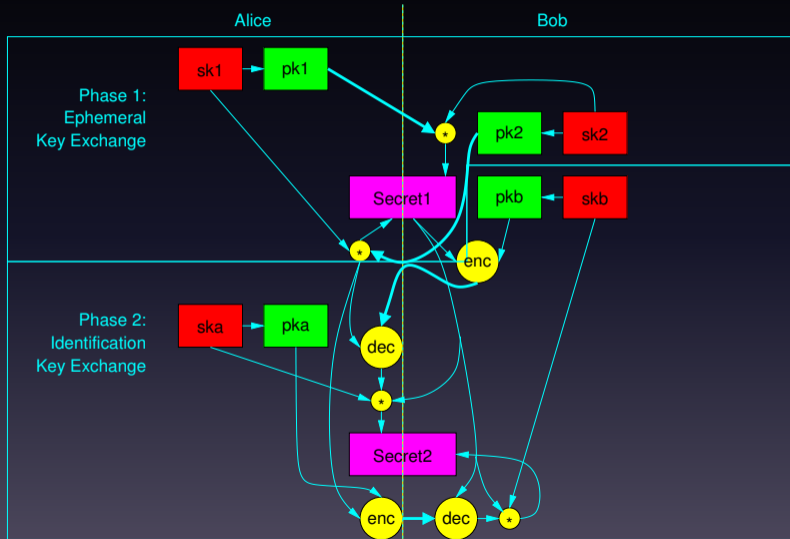 Alice
Bob
sk1
pk1
Phase 1:
Ephemeral
Key Exchange
*
pk2
sk2
Secret1
pkb
skb
*
enc
Phase 2:
Identification
Key Exchange
ska
pka
dec
*
Secret2
enc
dec
*